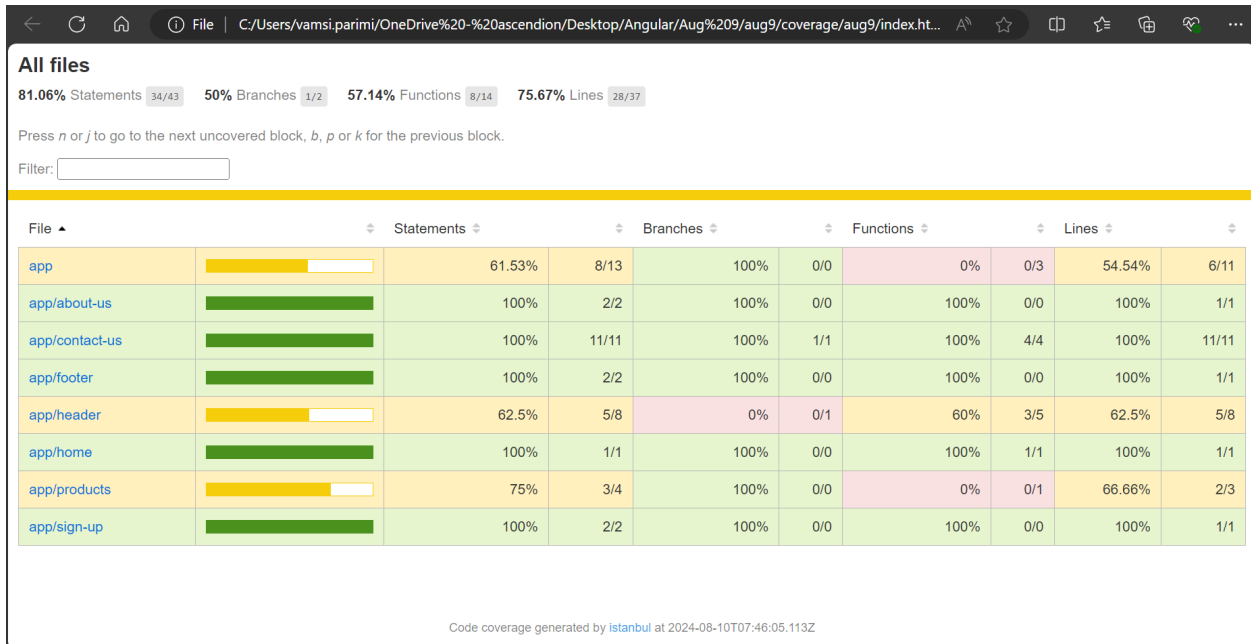 File C:/Users/vamsi.parimi/OneDrive%20-%20ascendion/Desktop/Angular/Aug%209/aug9/coverage/aug9/index.ht...
All files
81.06% Statements 34/43 50% Branches 1/2 57.14% Functions 8/14 75.67% Lines 28/37
Press n or j to go to the next uncovered block, b, p or k for the previous block.
Filter:
File Statements Branches Functions Lines
app 61.53% 8/13 100% 0/0 0% 0/3 54.54% 6/11
app/about-us 100% 2/2 100% 0/0 100% 0/0 100% 1/1
app/contact-us 100% 11/11 100% 1/1 100% 4/4 100% 11/11
app/footer 100% 2/2 100% 0/0 100% 0/0 100% 1/1
app/header 62.5% 5/8 0% 0/1 60% 3/5 62.5% 5/8
app/home 100% 1/1 100% 0/0 100% 1/1 100% 1/1
app/products 75% 3/4 100% 0/0 0% 0/1 66.66% 2/3
app/sign-up 100% 2/2 100% 0/0 100% 0/0 100% 1/1
Code coverage generated by istanbul at 2024-08-10T07:46:05.113Z